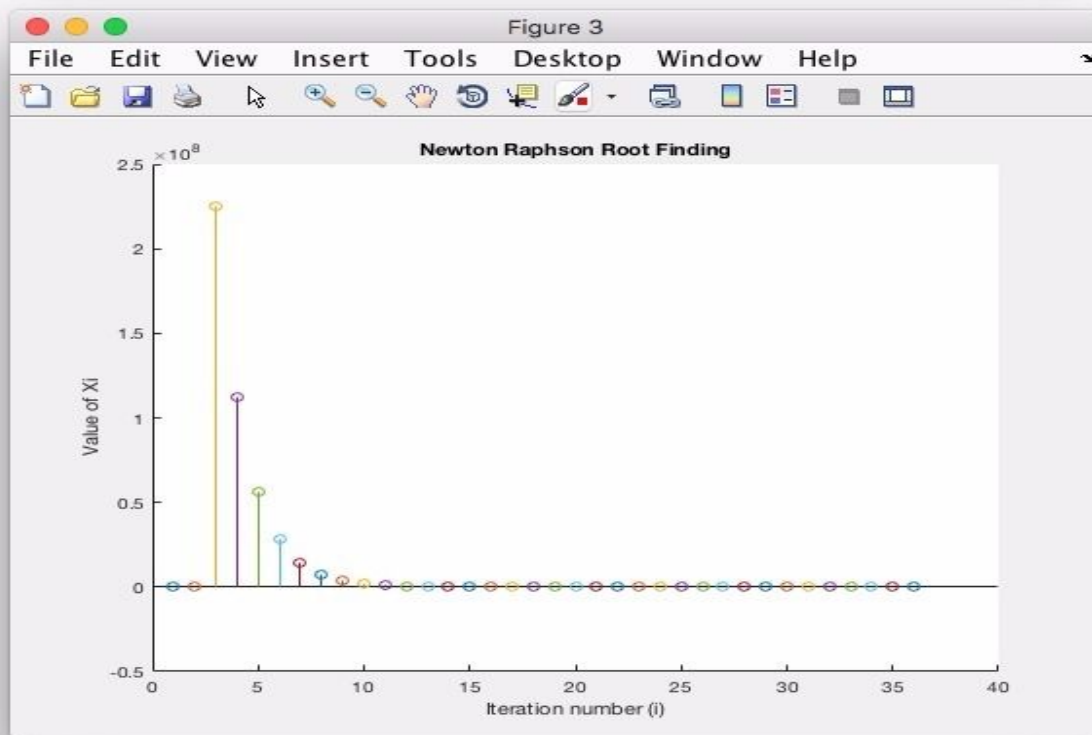 Figure 3
File Edit View Insert Tools Desktop Window Help
×10⁸
Newton Raphson Root Finding
2.5
2
1.5
1
0.5
0
-0.5
Value of Xi
0 5 10 15 20 25 30 35 40
Iteration number (i)